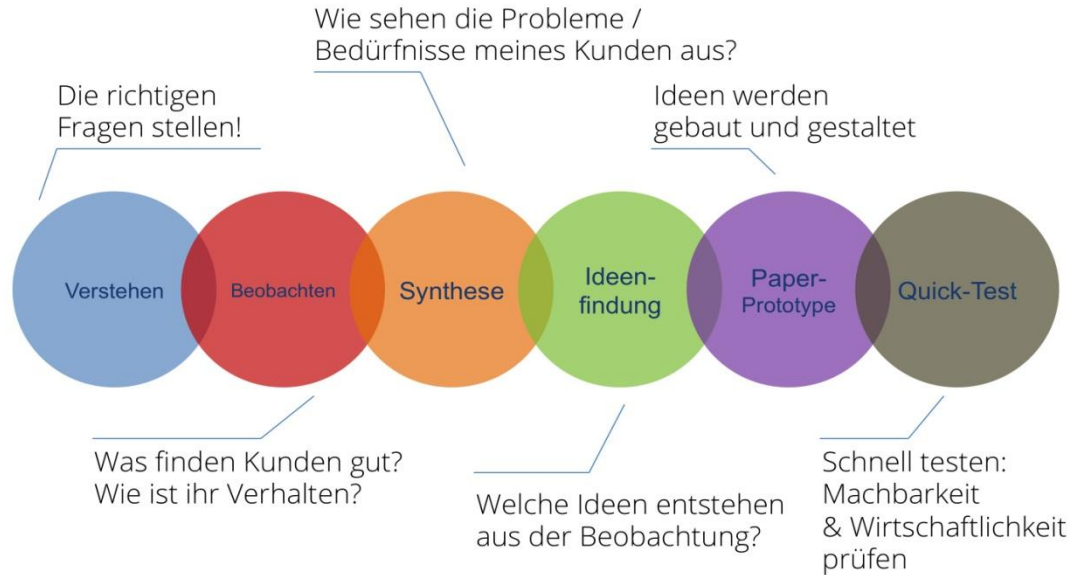 Wie sehen die Probleme /
Bedürfnisse meines Kunden aus?
Die richtigen
Fragen stellen!
Ideen werden
gebaut und gestaltet
Verstehen
Beobachten
Synthese
Ideen-
findung
Paper-
Prototype
Quick-Test
Was finden Kunden gut?
Wie ist ihr Verhalten?
Welche Ideen entstehen
aus der Beobachtung?
Schnell testen:
Machbarkeit
& Wirtschaftlichkeit
prüfen